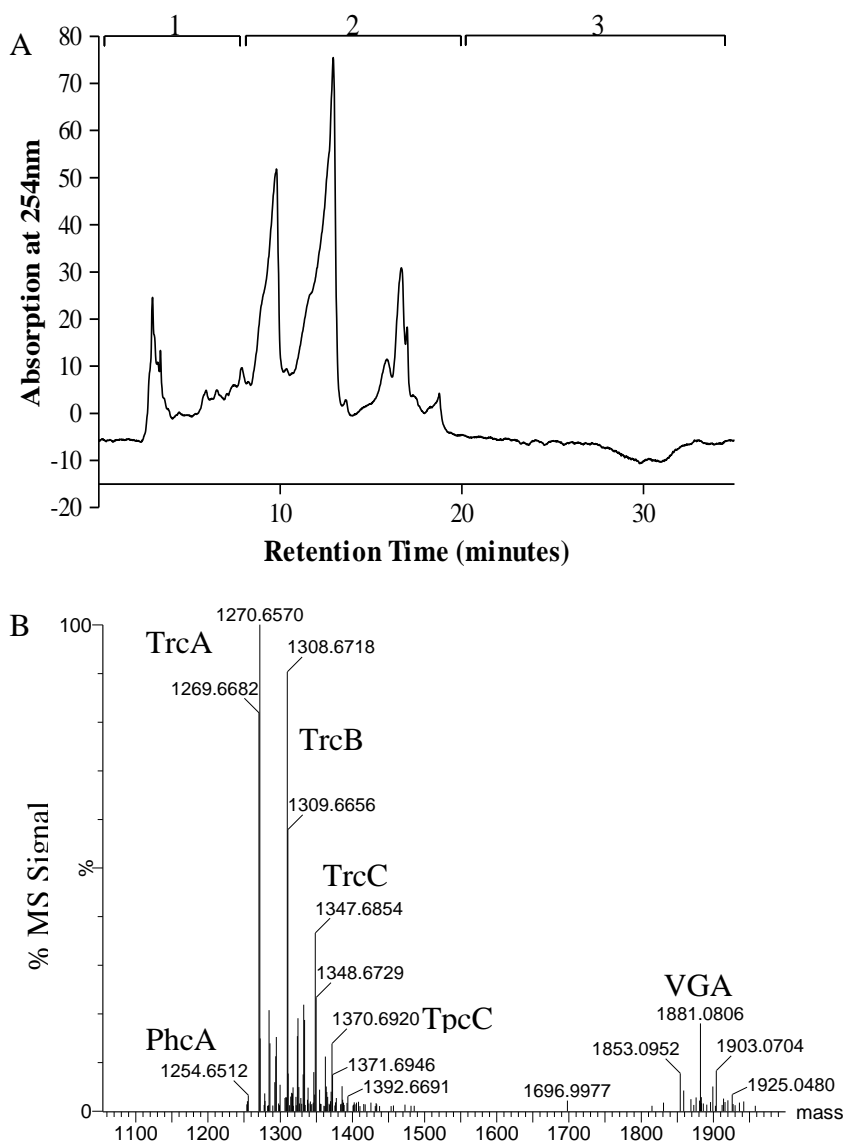 A
1 2 3
80
70
60
50
40
30
20
10
0
-10
-20
Absorption at 254nm
10 20 30
Retention Time (minutes)
B
100
%
0
% MS Signal
1270.6570
TrcA
1308.6718
1269.6682
TrcB
1309.6656
TrcC
1347.6854
1348.6729
VGA
1370.6920 TpcC
1881.0806
PhcA
1853.0952
1903.0704
1371.6946
1254.6512
1392.6691
1696.9977
1925.0480
mass
1100 1200 1300 1400 1500 1600 1700 1800 1900